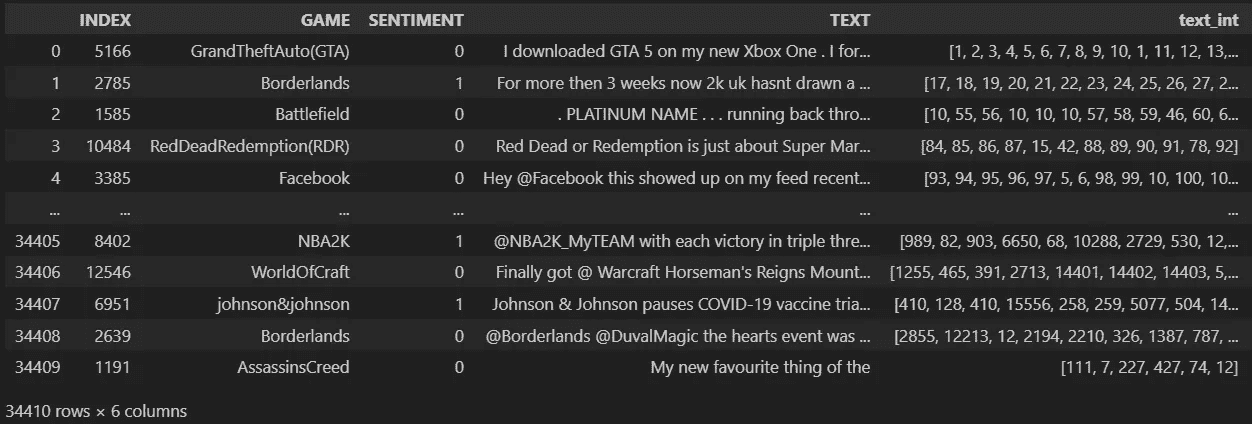 INDEX GAME SENTIMENT TEXT text_int
0 5166 GrandTheftAuto(GTA) 0 I downloaded GTA 5 on my new Xbox One . I for... [1, 2, 3, 4, 5, 6, 7, 8, 9, 10, 1, 11, 12, 13,...
1 2785 Borderlands 1 For more then 3 weeks now 2k uk hasnt drawn a ... [17, 18, 19, 20, 21, 22, 23, 24, 25, 26, 27, 2...
2 1585 Battlefield 0 . PLATINUM NAME . . . running back thro... [10, 55, 56, 10, 10, 10, 57, 58, 59, 46, 60, 6...
3 10484 RedDeadRedemption(RDR) 0 Red Dead or Redemption is just about Super Mar... [84, 85, 86, 87, 15, 42, 88, 89, 90, 91, 78, 92]
4 3385 Facebook 0 Hey @Facebook this showed up on my feed recent... [93, 94, 95, 96, 97, 5, 6, 98, 99, 10, 100, 10...
... ... ... ... ... ...
34405 8402 NBA2K 1 @NBA2K_MyTEAM with each victory in triple thre... [989, 82, 903, 6650, 68, 10288, 2729, 530, 12,...
34406 12546 WorldOfCraft 0 Finally got @ Warcraft Horseman's Reigns Mount... [1255, 465, 391, 2713, 14401, 14402, 14403, 5,...
34407 6951 johnson&johnson 1 Johnson & Johnson pauses COVID-19 vaccine tria... [410, 128, 410, 15556, 258, 259, 5077, 504, 14...
34408 2639 Borderlands 0 @Borderlands @DuvalMagic the hearts event was ... [2855, 12213, 12, 2194, 2210, 326, 1387, 787, ...
34409 1191 AssassinsCreed 0 My new favourite thing of the [111, 7, 227, 427, 74, 12]
34410 rows × 6 columns